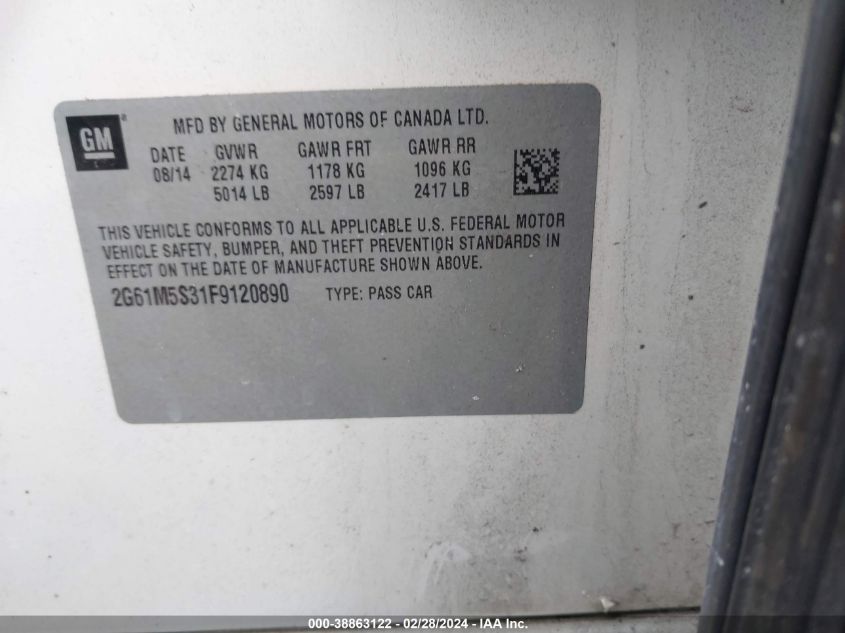 GM
MFD BY GENERAL MOTORS OF CANADA LTD.
DATE GVWR GAWR FRT GAWR RR
08/14 2274 KG 1178 KG 1096 KG
5014 LB 2597 LB 2417 LB
THIS VEHICLE CONFORMS TO ALL APPLICABLE U.S. FEDERAL MOTOR
VEHICLE SAFETY, BUMPER, AND THEFT PREVENTION STANDARDS IN
EFFECT ON THE DATE OF MANUFACTURE SHOWN ABOVE.
2G61M5S31F9120890 TYPE: PASS CAR
000-38863122 - 02/28/2024 - IAA Inc.